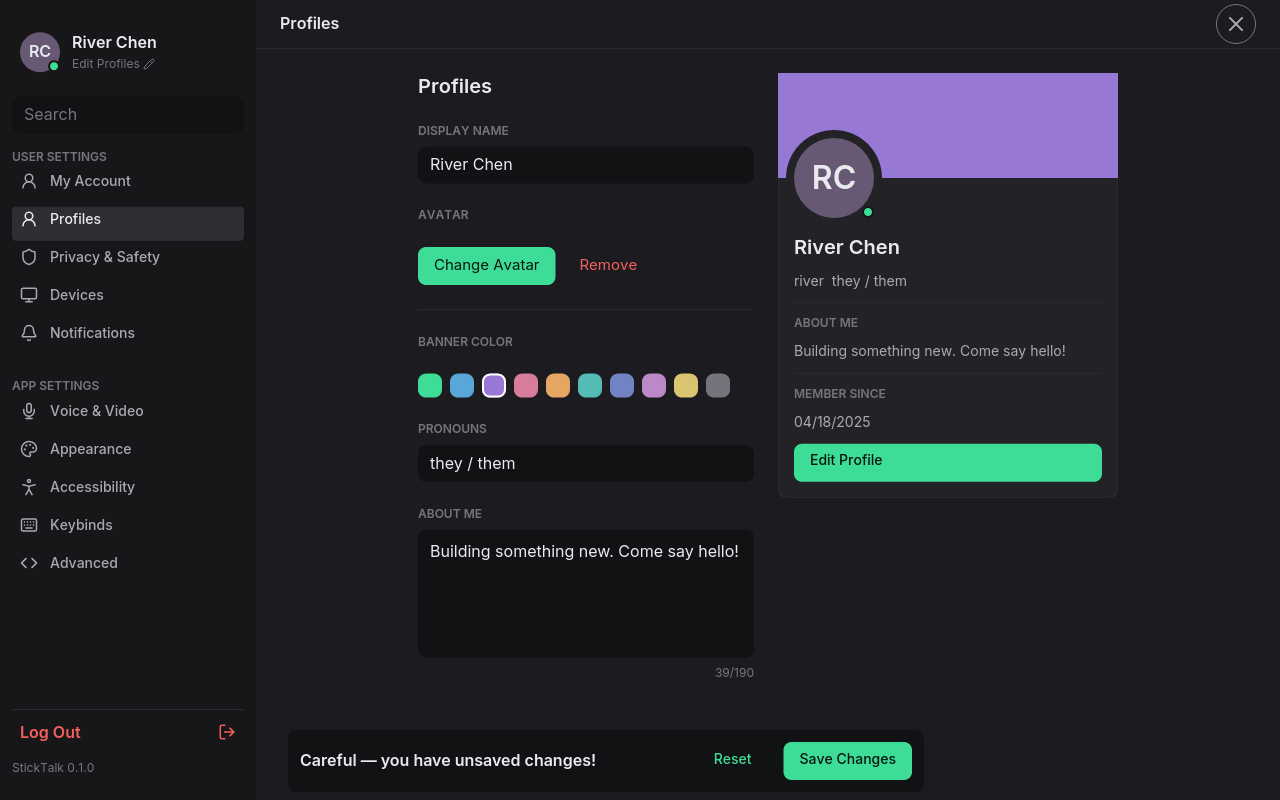 RC
River Chen
Edit Profiles
Search
USER SETTINGS
My Account
Profiles
Privacy & Safety
Devices
Notifications
APP SETTINGS
Voice & Video
Appearance
Accessibility
Keybinds
Advanced
Log Out
StickTalk 0.1.0
Profiles
Profiles
DISPLAY NAME
River Chen
AVATAR
Change Avatar
Remove
BANNER COLOR
PRONOUNS
they / them
ABOUT ME
Building something new. Come say hello!
39/190
RC
River Chen
river they / them
ABOUT ME
Building something new. Come say hello!
MEMBER SINCE
04/18/2025
Edit Profile
Careful — you have unsaved changes!
Reset
Save Changes